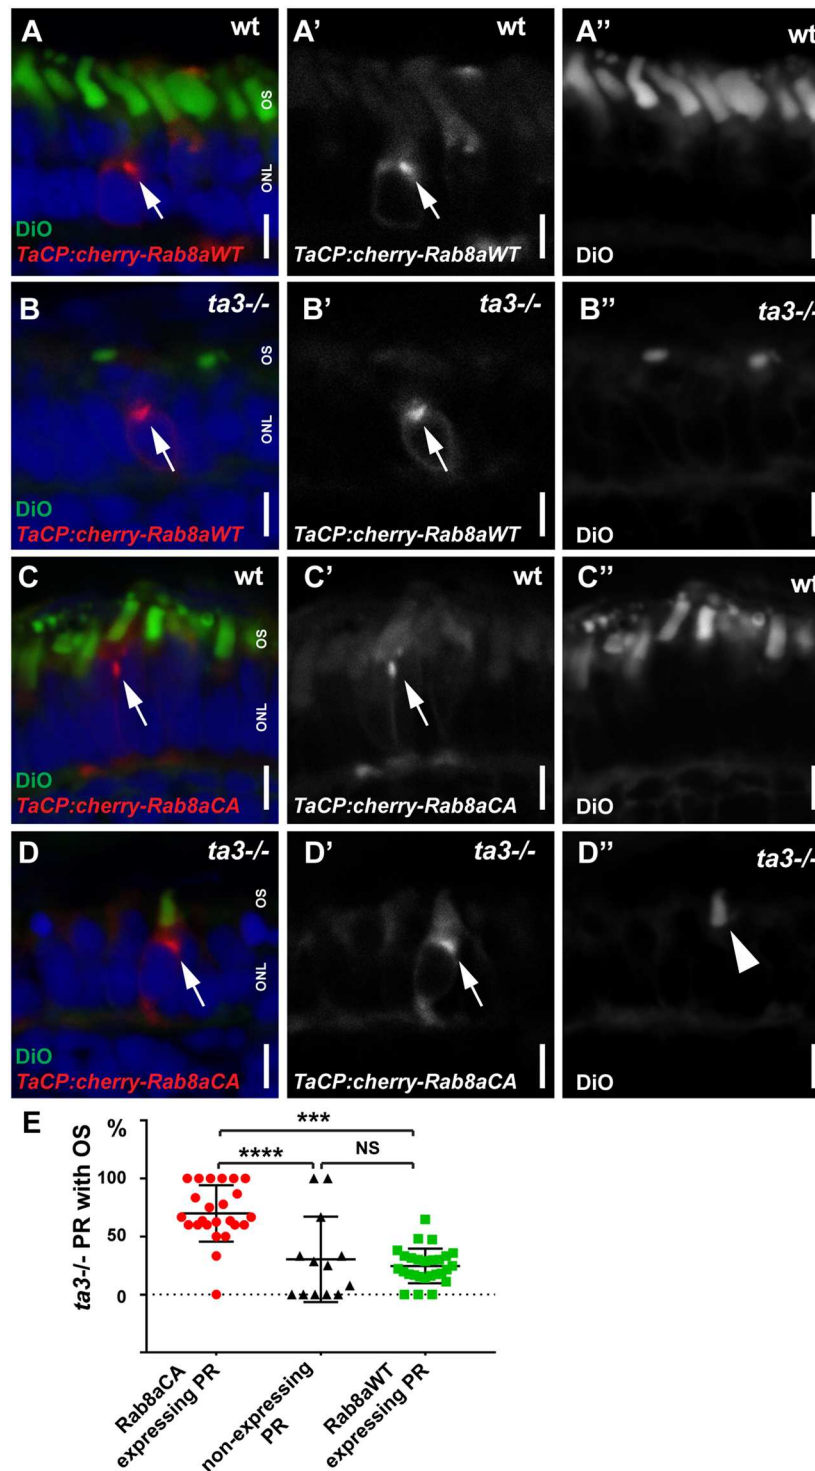 A
wt
OS
ONL
DiO
TaCP:cherry-Rab8aWT
A'
wt
TaCP:cherry-Rab8aWT
A''
wt
DiO
B
ta3-/-
OS
ONL
DiO
TaCP:cherry-Rab8aWT
B'
ta3-/-
TaCP:cherry-Rab8aWT
B''
ta3-/-
DiO
C
wt
OS
ONL
DiO
TaCP:cherry-Rab8aCA
C'
wt
TaCP:cherry-Rab8aCA
C''
wt
DiO
D
ta3-/-
OS
ONL
DiO
TaCP:cherry-Rab8aCA
D'
ta3-/-
TaCP:cherry-Rab8aCA
D''
ta3-/-
DiO
E
%
***
****
NS
100
50
0
ta3-/- PR with OS
Rab8aCA
expressing PR
non-expressing
PR
Rab8aWT
expressing PR